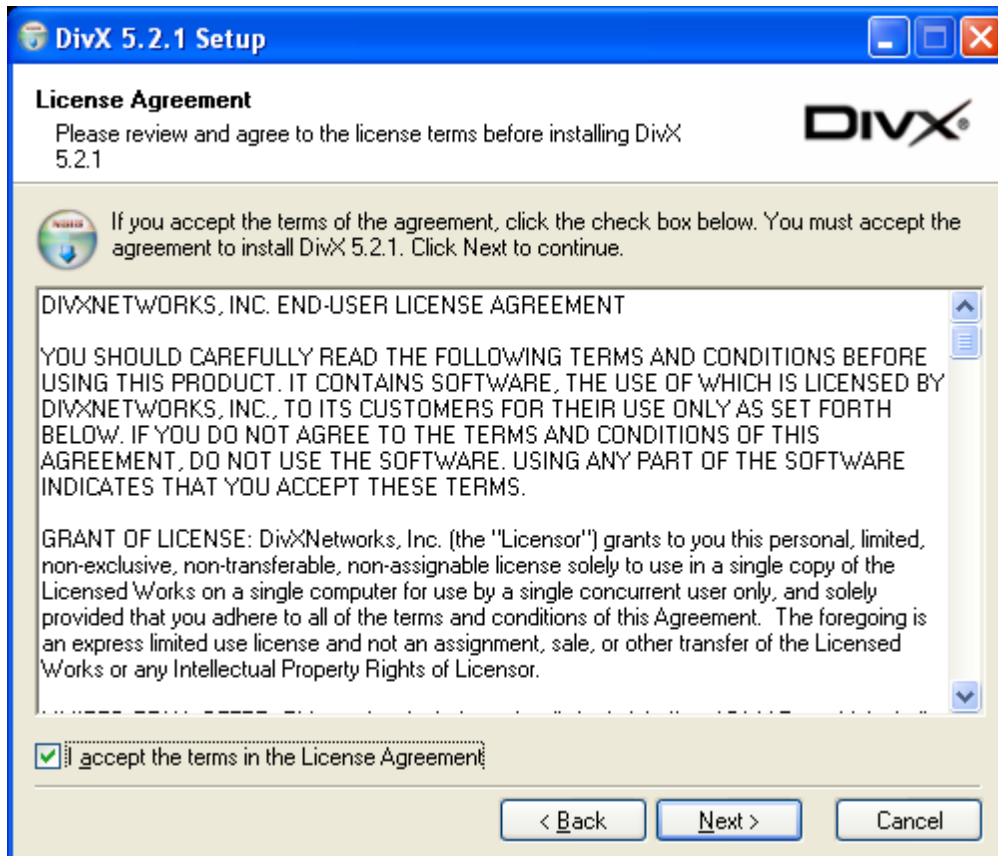 DivX 5.2.1 Setup
License Agreement
Please review and agree to the license terms before installing DivX
5.2.1
DIVX®
If you accept the terms of the agreement, click the check box below. You must accept the
agreement to install DivX 5.2.1. Click Next to continue.
DIVXNETWORKS, INC. END-USER LICENSE AGREEMENT
YOU SHOULD CAREFULLY READ THE FOLLOWING TERMS AND CONDITIONS BEFORE
USING THIS PRODUCT. IT CONTAINS SOFTWARE, THE USE OF WHICH IS LICENSED BY
DIVXNETWORKS, INC., TO ITS CUSTOMERS FOR THEIR USE ONLY AS SET FORTH
BELOW. IF YOU DO NOT AGREE TO THE TERMS AND CONDITIONS OF THIS
AGREEMENT, DO NOT USE THE SOFTWARE. USING ANY PART OF THE SOFTWARE
INDICATES THAT YOU ACCEPT THESE TERMS.
GRANT OF LICENSE: DivXNetworks, Inc. (the "Licensor") grants to you this personal, limited,
non-exclusive, non-transferable, non-assignable license solely to use in a single copy of the
Licensed Works on a single computer for use by a single concurrent user only, and solely
provided that you adhere to all of the terms and conditions of this Agreement.  The foregoing is
an express limited use license and not an assignment, sale, or other transfer of the Licensed
Works or any Intellectual Property Rights of Licensor.
I accept the terms in the License Agreement
< Back
Next >
Cancel